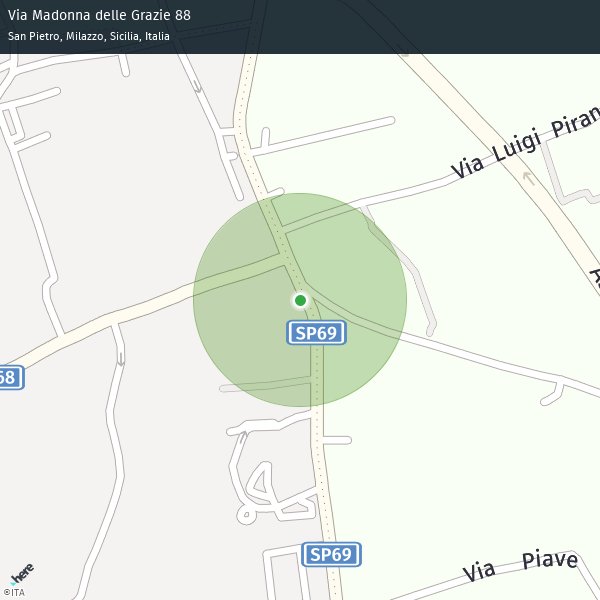 Via Madonna delle Grazie 88
San Pietro, Milazzo, Sicilia, Italia
Via Luigi Piran
SP69
68
SP69
Via Piave
here
©ITA